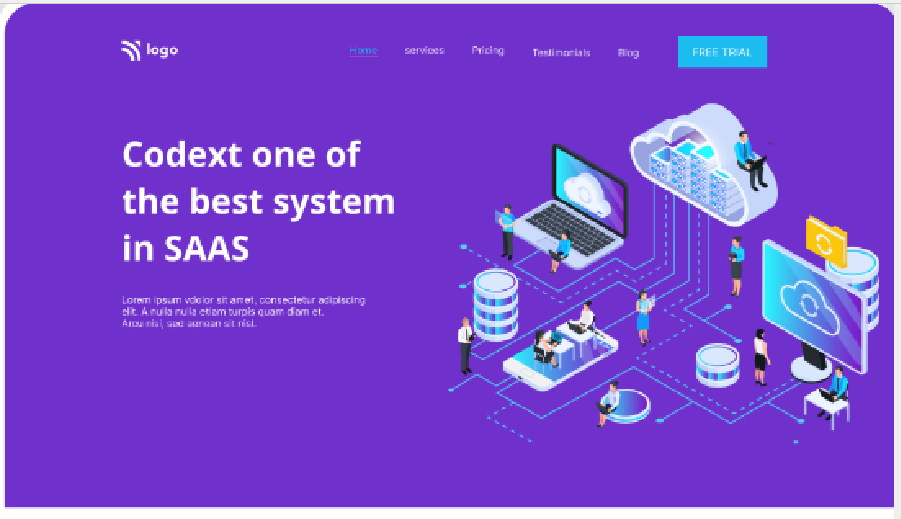 logo
Home services Pricing Testimonials Blog FREE TRIAL
Codext one of
the best system
in SAAS
Lorem ipsum vdolor sit amet, consectetur adipiscing
elit. A nulla nulla etiam turpis quam diam et.
Arcu nisi, sed aenean sit nisl.